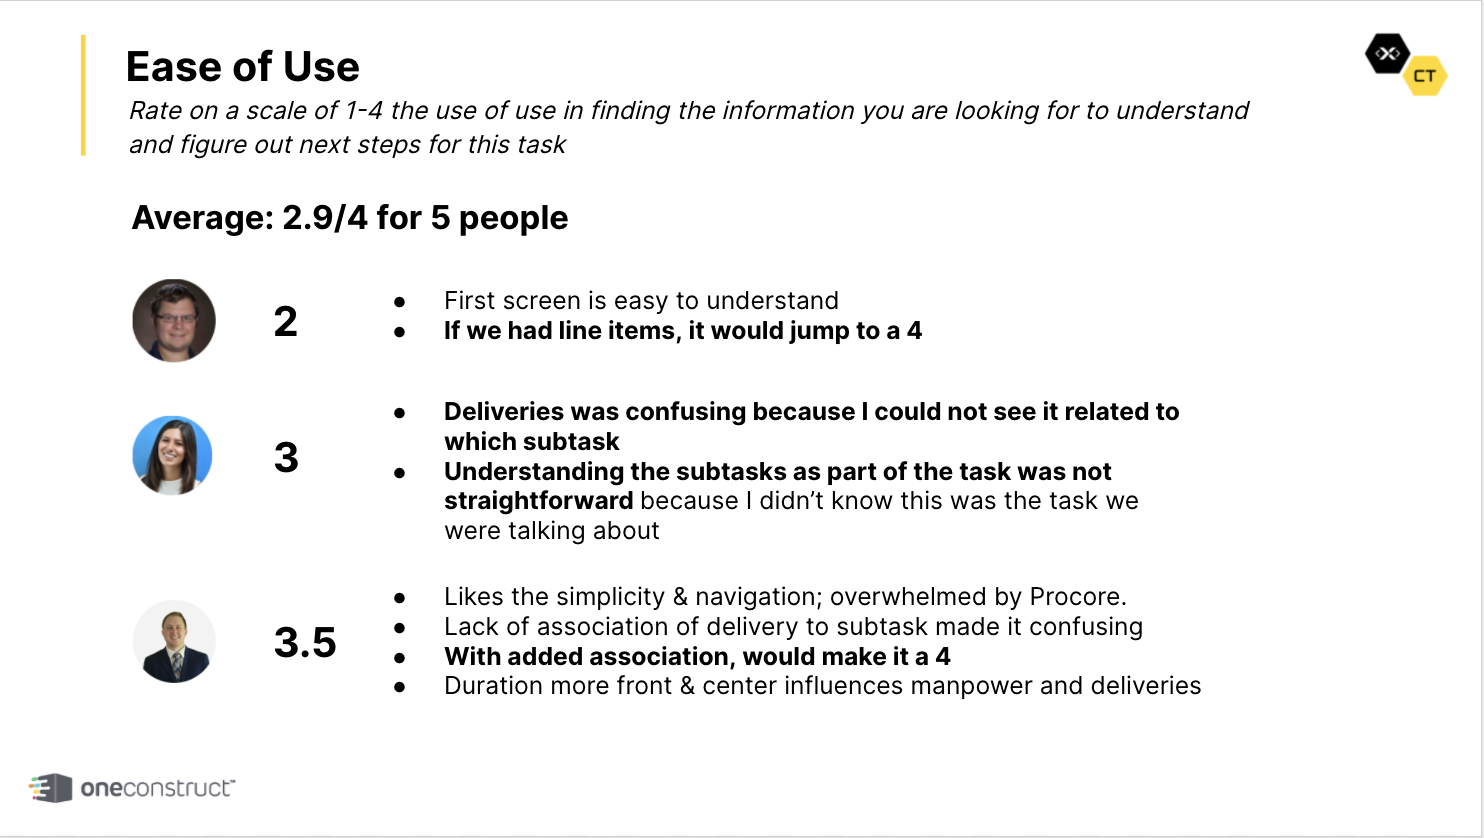 Ease of Use
Rate on a scale of 1-4 the use of use in finding the information you are looking for to understand
and figure out next steps for this task
CT
Average: 2.9/4 for 5 people
2
● First screen is easy to understand
● If we had line items, it would jump to a 4
3
● Deliveries was confusing because I could not see it related to
which subtask
● Understanding the subtasks as part of the task was not
straightforward because I didn’t know this was the task we
were talking about
3.5
● Likes the simplicity & navigation; overwhelmed by Procore.
● Lack of association of delivery to subtask made it confusing
● With added association, would make it a 4
● Duration more front & center influences manpower and deliveries
oneconstruct™